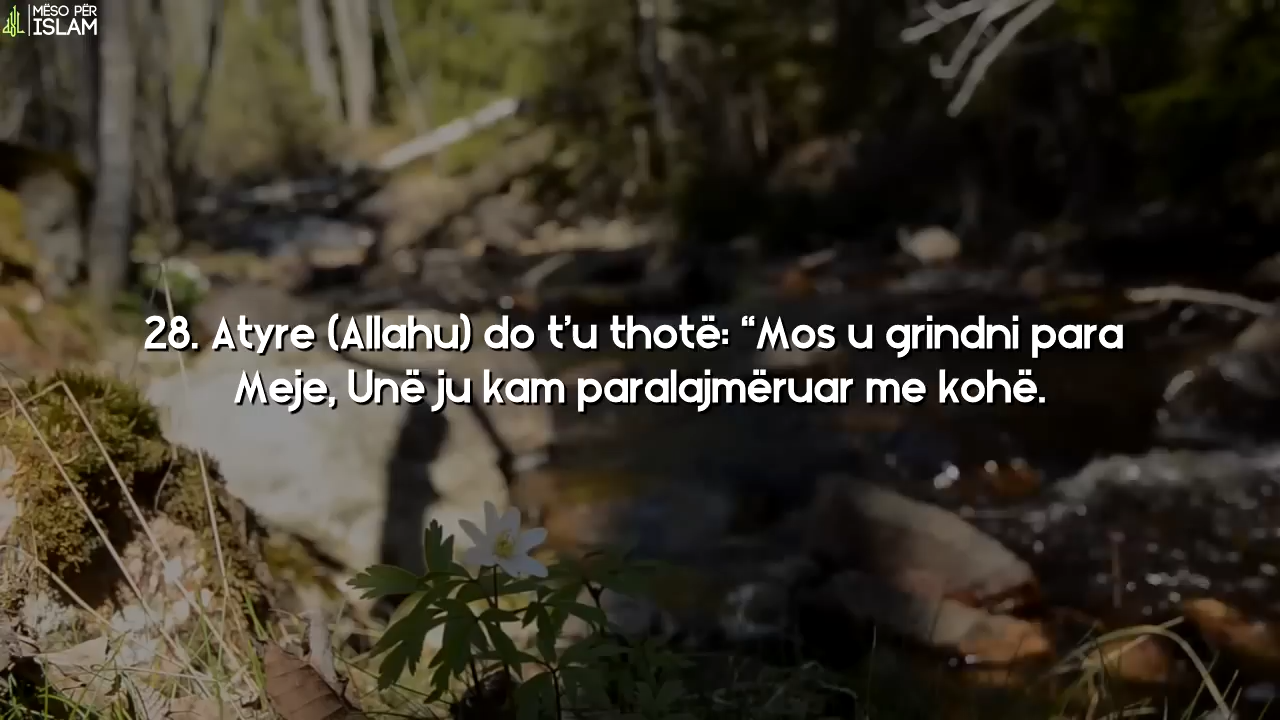 MËSO PËR
ISLAM
28. Atyre (Allahu) do t’u thotë: “Mos u grindni para
Meje, Unë ju kam paralajmëruar me kohë.